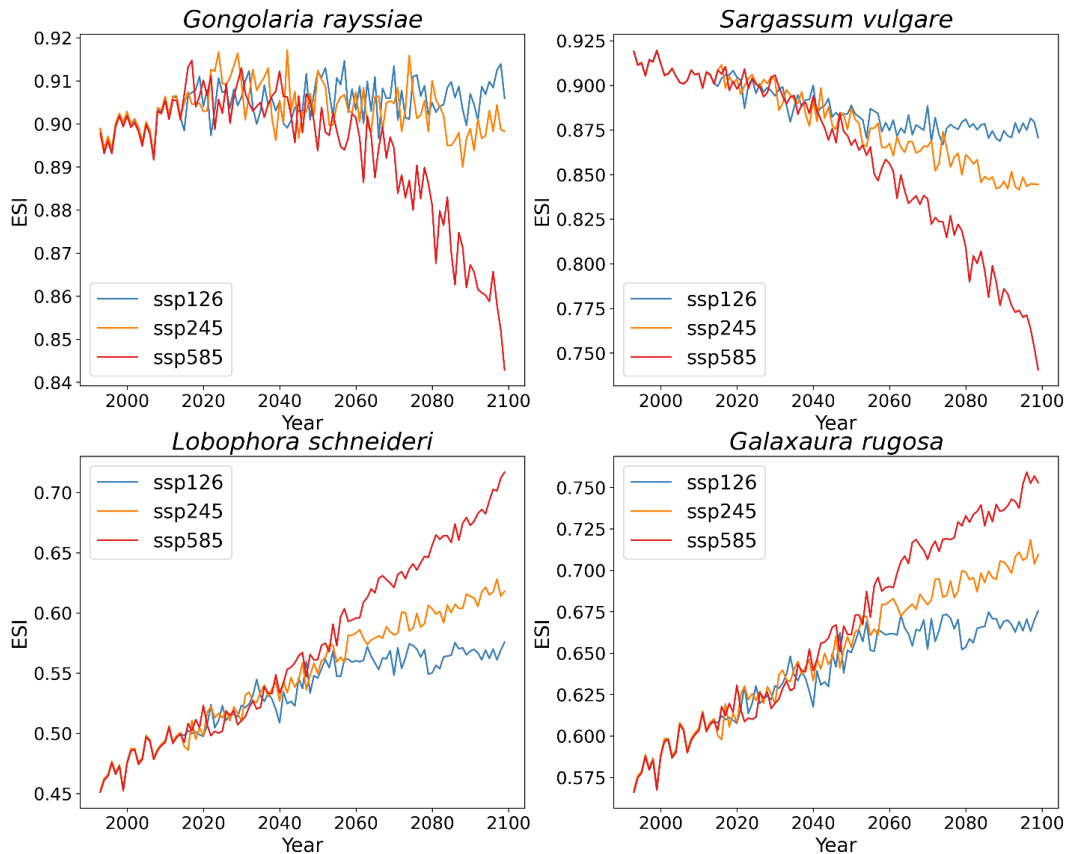 Gongolaria rayssiae
0.92
0.91
0.90
0.89
0.88
0.87
0.86
0.85
0.84
ESI
ssp126
ssp245
ssp585
2000 2020 2040 2060 2080 2100
Year
Sargassum vulgare
0.925
0.900
0.875
0.850
0.825
0.800
0.775
0.750
ESI
ssp126
ssp245
ssp585
2000 2020 2040 2060 2080 2100
Year
Lobophora schneideri
0.70
0.65
0.60
0.55
0.50
0.45
ESI
ssp126
ssp245
ssp585
2000 2020 2040 2060 2080 2100
Year
Galaxaura rugosa
0.750
0.725
0.700
0.675
0.650
0.625
0.600
0.575
ESI
ssp126
ssp245
ssp585
2000 2020 2040 2060 2080 2100
Year